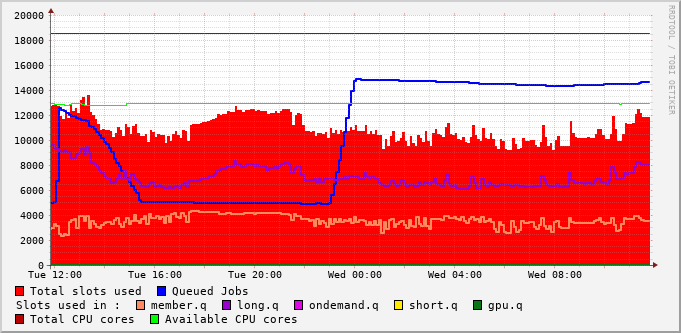 20000
18000
16000
14000
12000
10000
8000
6000
4000
2000
0
Tue 12:00 Tue 16:00 Tue 20:00 Wed 00:00 Wed 04:00 Wed 08:00
Total slots used Queued Jobs
Slots used in : member.q long.q ondemand.q short.q gpu.q
Total CPU cores Available CPU cores
RRDTOOL / TOBI OETIKER